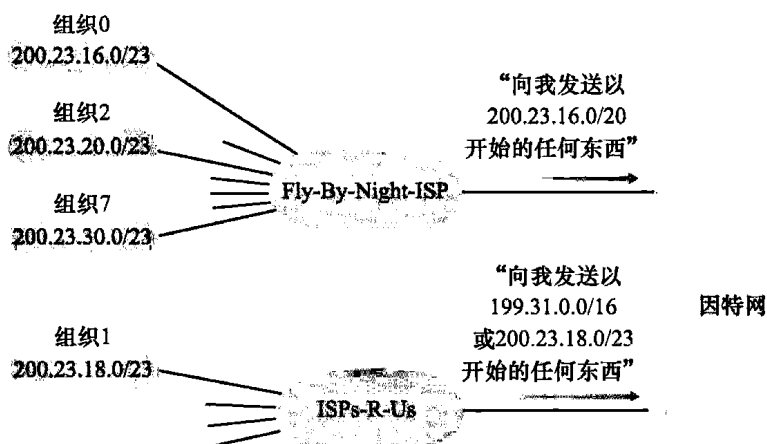 组织0
200.23.16.0/23
组织2
200.23.20.0/23
组织7
200.23.30.0/23
Fly-By-Night-ISP
“向我发送以
200.23.16.0/20
开始的任何东西”
组织1
200.23.18.0/23
ISPs-R-Us
“向我发送以
199.31.0.0/16
或200.23.18.0/23
开始的任何东西”
因特网